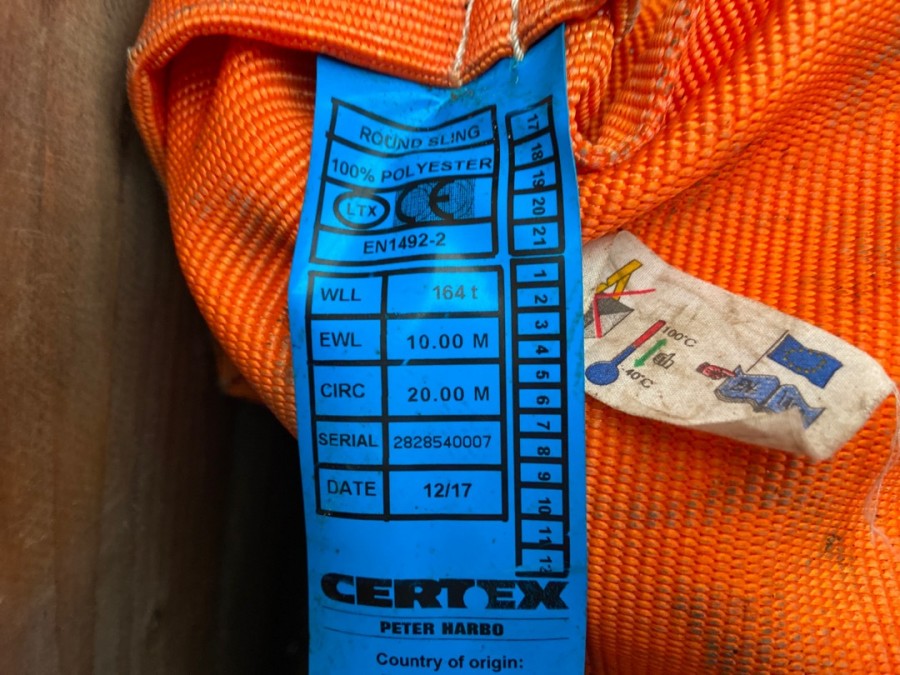 ROUND SLING
100% POLYESTER
LTX CE
EN1492-2
WLL 164 t
EWL 10.00 M
CIRC 20.00 M
SERIAL 2828540007
DATE 12/17
17
18
19
20
21
1
2
3
4
5
6
7
8
9
10
11
12
CERTEX
PETER HARBO
Country of origin:
100°C
-40°C